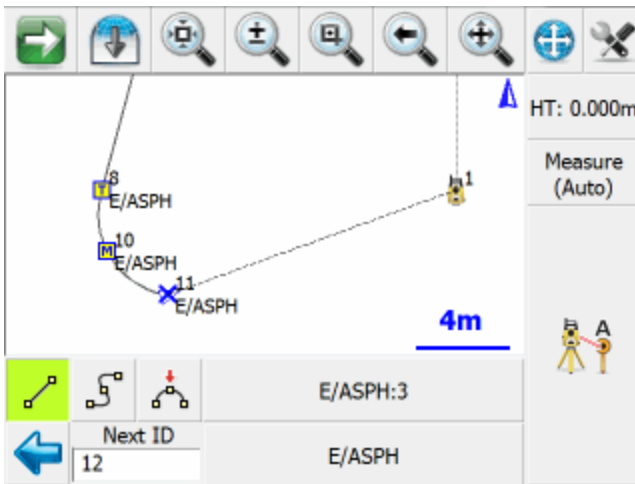 HT: 0.000m
Measure
(Auto)
8
E/ASPH
1
10
E/ASPH
M
T
11
E/ASPH
4m
A
E/ASPH:3
Next ID
12
E/ASPH